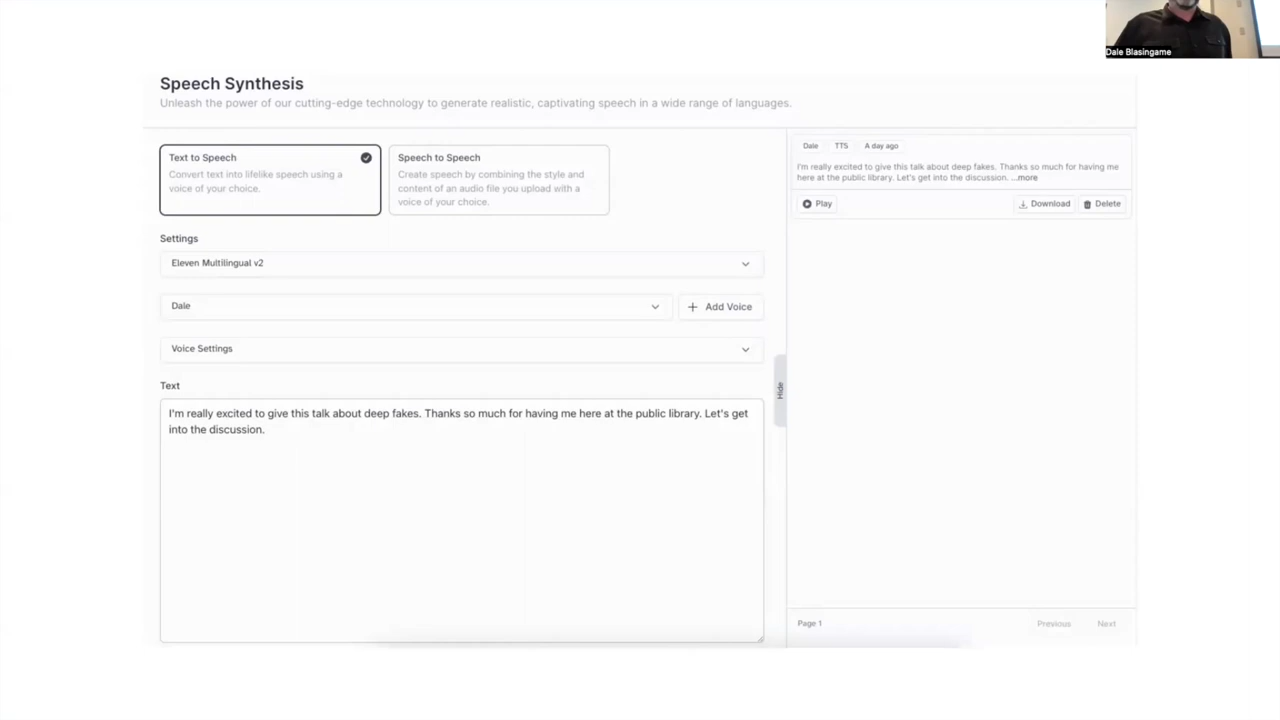 Dale Blasingame
Speech Synthesis
Unleash the power of our cutting-edge technology to generate realistic, captivating speech in a wide range of languages.
Text to Speech
Convert text into lifelike speech using a
voice of your choice.
Speech to Speech
Create speech by combining the style and
content of an audio file you upload with a
voice of your choice.
Settings
Eleven Multilingual v2
Dale
+ Add Voice
Voice Settings
Text
I'm really excited to give this talk about deep fakes. Thanks so much for having me here at the public library. Let's get
into the discussion.
Hide
Dale TTS A day ago
I'm really excited to give this talk about deep fakes. Thanks so much for having me
here at the public library. Let's get into the discussion. ...more
Play Download Delete
Page 1 Previous Next